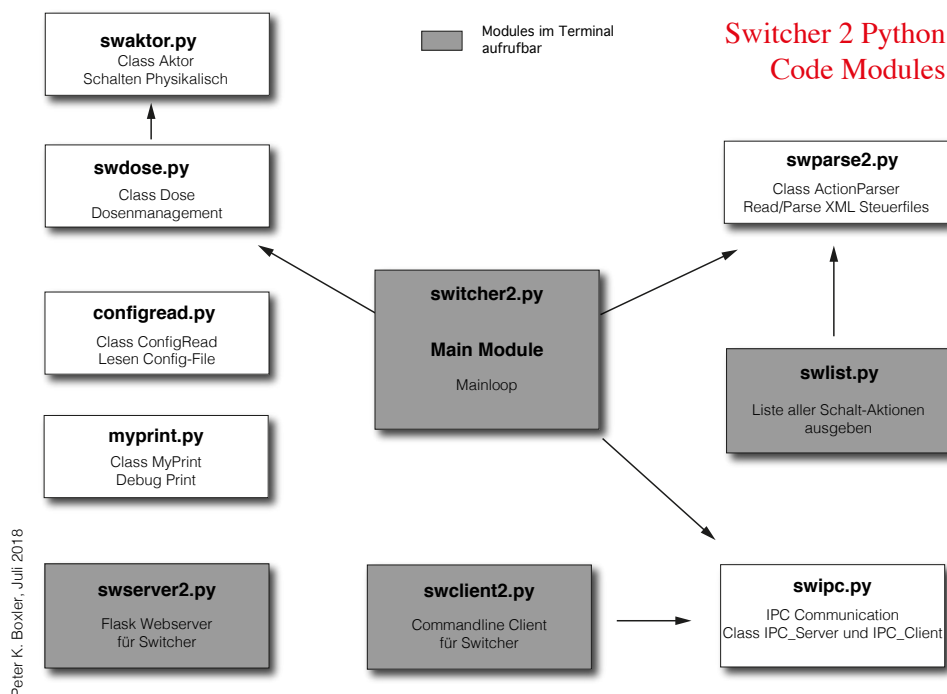 Switcher 2 Python
Code Modules
Modules im Terminal
aufrufbar
swaktor.py
Class Aktor
Schalten Physikalisch
swdose.py
Class Dose
Dosenmanagement
swparse2.py
Class ActionParser
Read/Parse XML Steuerfiles
switcher2.py
Main Module
Mainloop
configread.py
Class ConfigRead
Lesen Config-File
swlist.py
Liste aller Schalt-Aktionen
ausgeben
myprint.py
Class MyPrint
Debug Print
swserver2.py
Flask Webserver
für Switcher
swclient2.py
Commandline Client
für Switcher
swipc.py
IPC Communication
Class IPC_Server und IPC_Client
Peter K. Boxler, Juli 2018